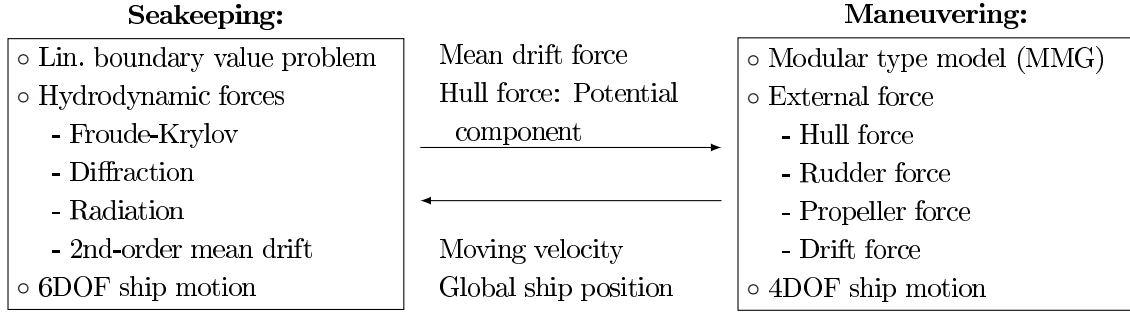 Seakeeping:
○ Lin. boundary value problem
○ Hydrodynamic forces
- Froude-Krylov
- Diffraction
- Radiation
- 2nd-order mean drift
○ 6DOF ship motion
Mean drift force
Hull force: Potential
component
Moving velocity
Global ship position
Maneuvering:
○ Modular type model (MMG)
○ External force
- Hull force
- Rudder force
- Propeller force
- Drift force
○ 4DOF ship motion